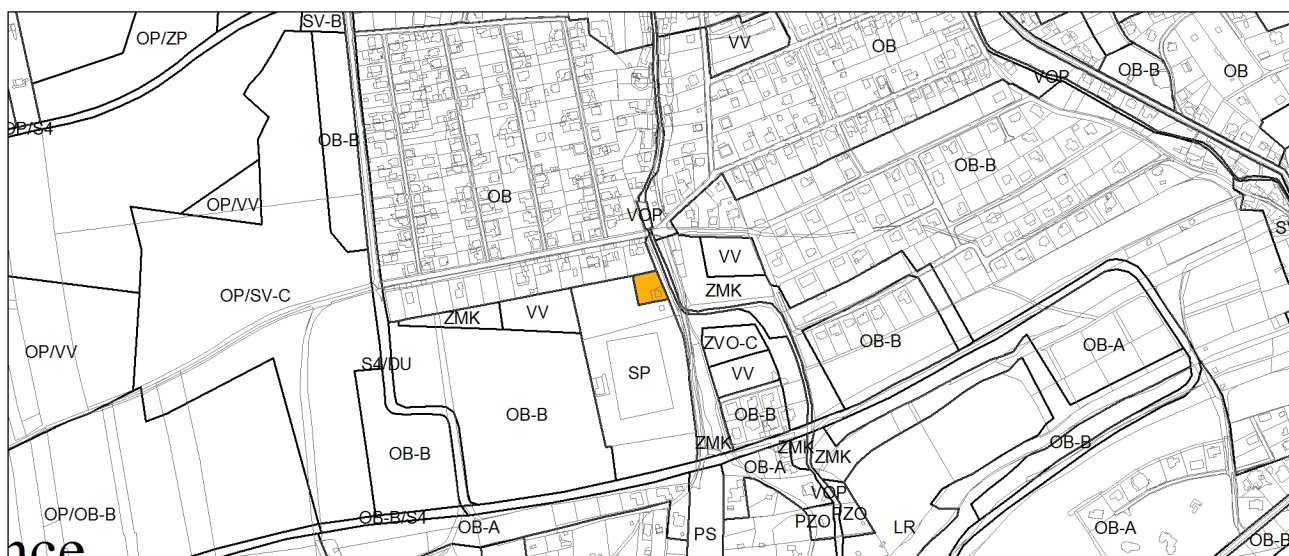 SV-B
OP/ZP
VV
OB
OB-B
OB
VOP
OP/S4
OB-B
OB-B
OB
OP/VV
VOP
VV
ZMK
OP/SV-C
ZMK
VV
ZVO-C
OB-B
OB-A
OP/VV
S4/DU
SP
VV
OB-B
OB-B
OB-B
ZMK
ZMK
ZMK
OB-B
OB-A
VOP
OP/OB-B
OB-B/S4
OB-A
PS
PZO
PZO
LR
OB-A
OB-B
nce